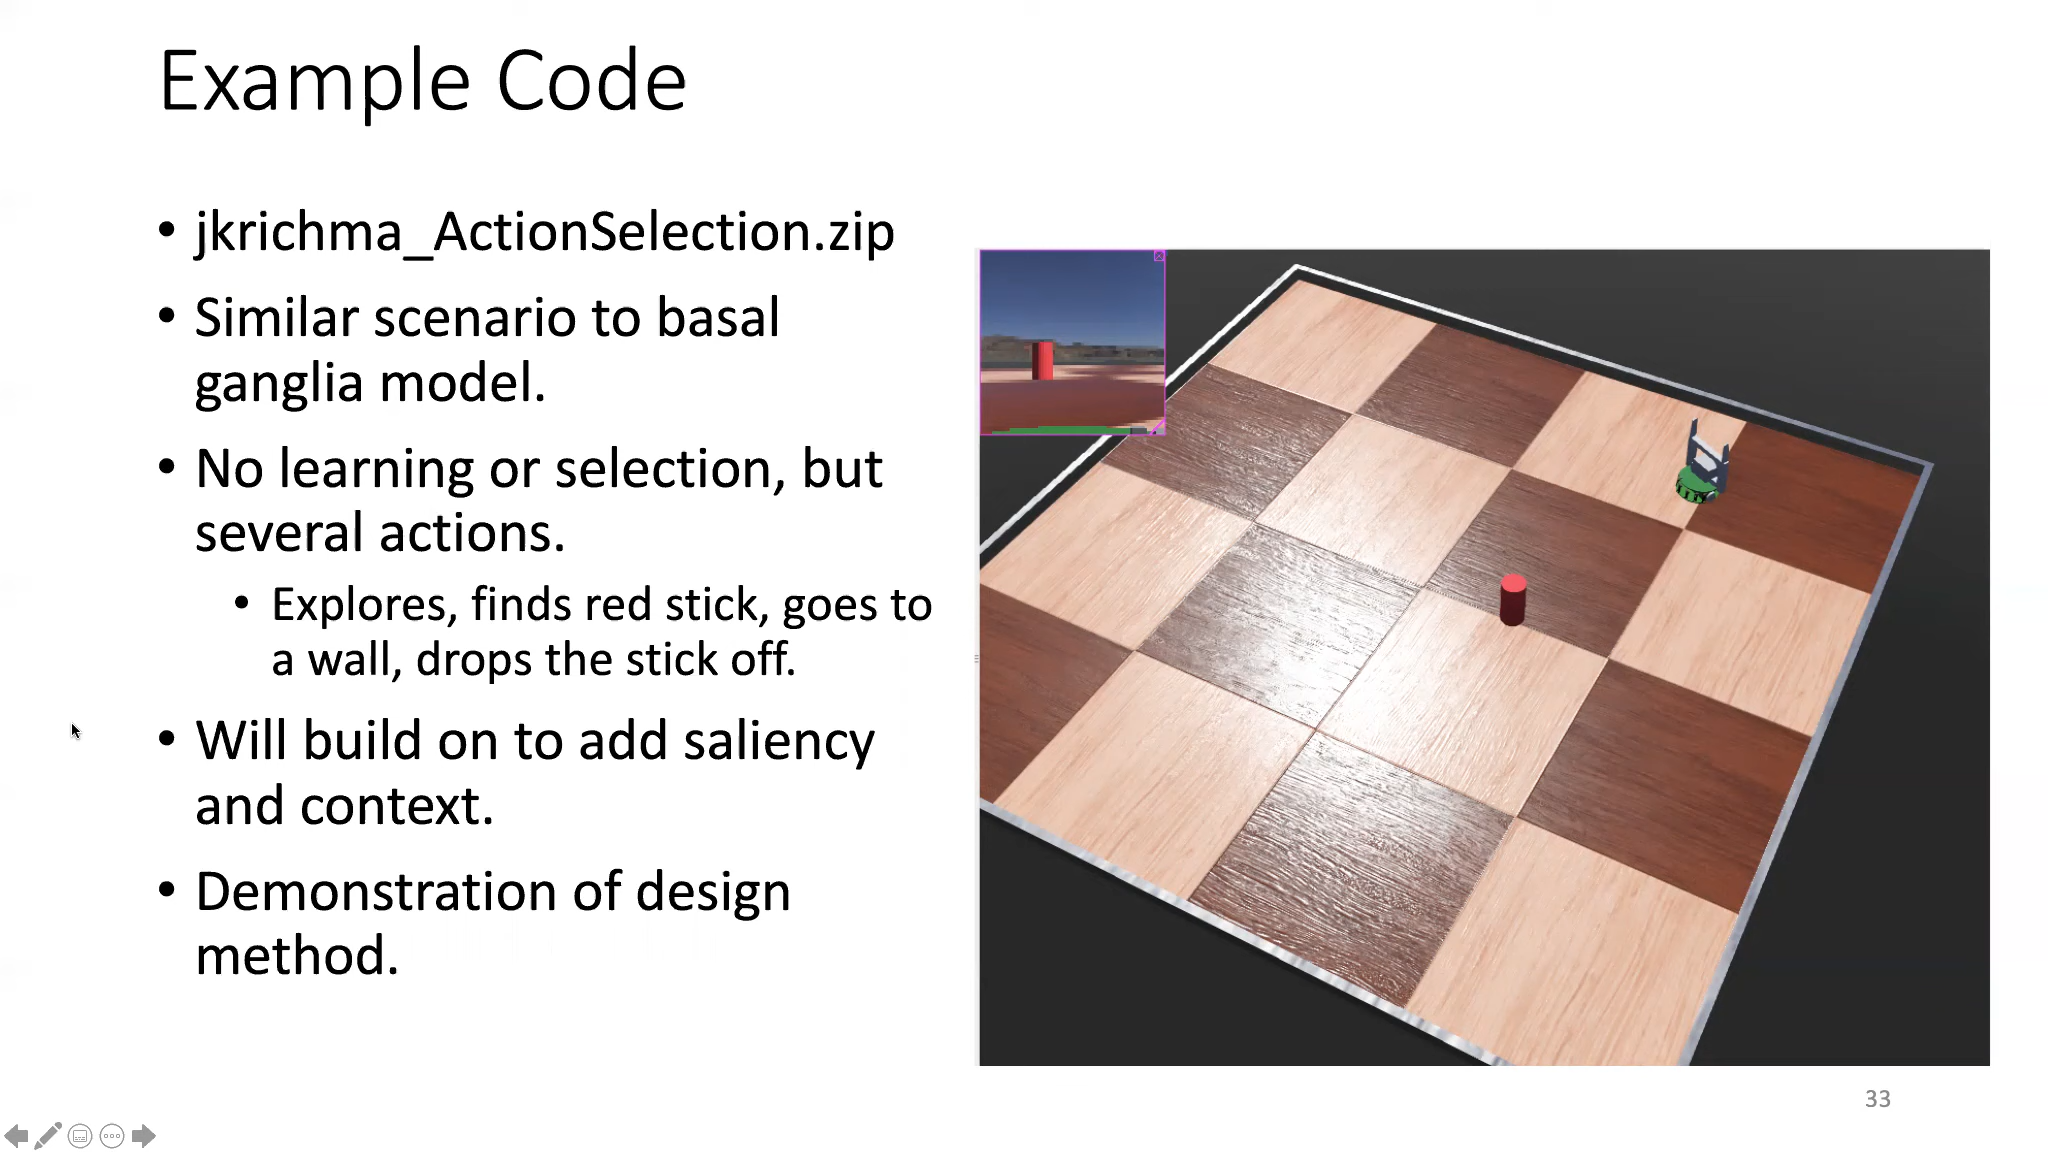 Example Code
• jkrichma_ActionSelection.zip
• Similar scenario to basal
ganglia model.
• No learning or selection, but
several actions.
• Explores, finds red stick, goes to
a wall, drops the stick off.
• Will build on to add saliency
and context.
• Demonstration of design
method.
33